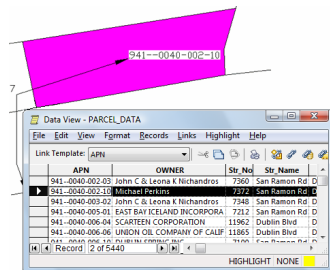 941--0040-002-10
7
Data View - PARCEL_DATA
File Edit View Format Records Links Highlight Help
Link Template: APN
APN OWNER Str_No Str_Name
941--0040-002-03 John C & Leona K Nichandros 7360 San Ramon Rd D
941--0040-002-10 Michael Perkins 7372 San Ramon Rd D
941--0040-003-02 John C & Leona K Nichandros 7348 San Ramon Rd D
941--0040-005-01 EAST BAY ICELAND INCORPORA 7212 San Ramon Rd D
941--0040-006-04 SCARTEEN CORPORATION 11962 Dublin Blvd D
941--0040-006-06 UNION OIL COMPANY OF CALIF 11865 Dublin Blvd D
Record 2 of 5440
HIGHLIGHT NONE